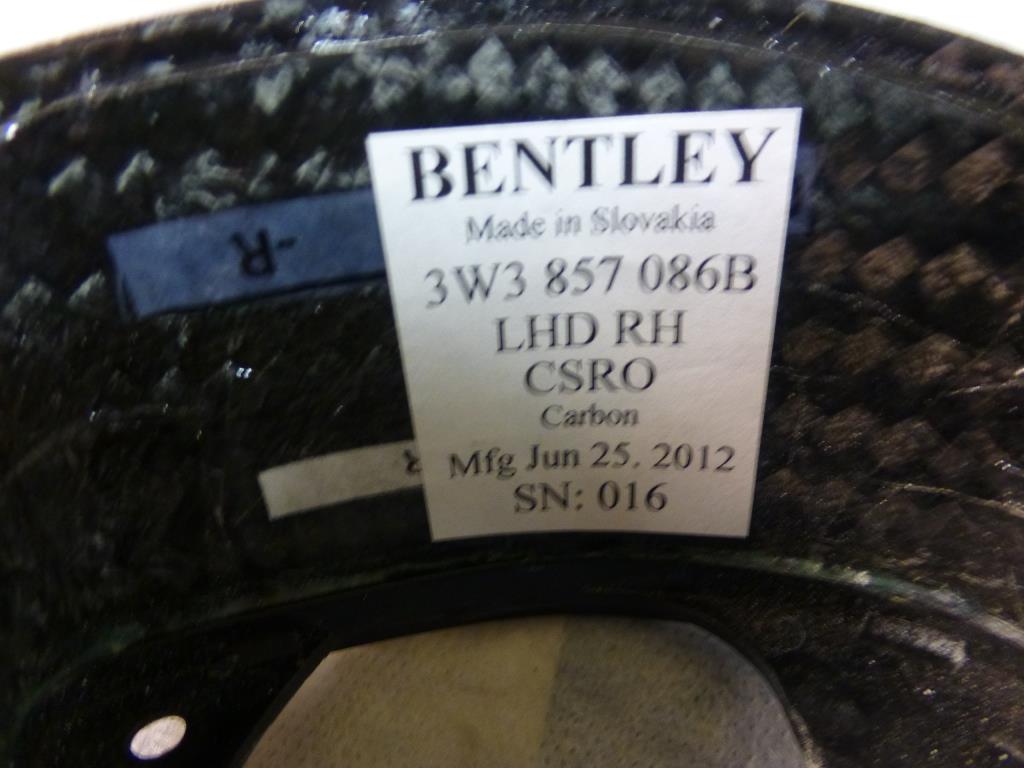 BENTLEY
Made in Slovakia
3W3 857 086B
LHD RH
CSRO
Carbon
Mfg Jun 25. 2012
SN: 016
-R
R